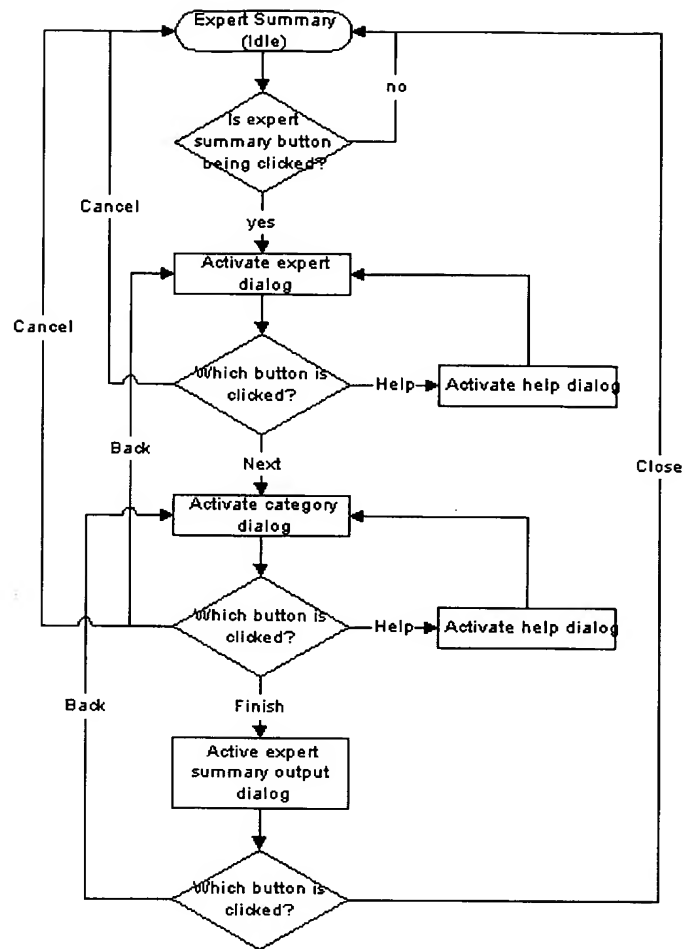 Expert Summary
(Idle)
no
Is expert
summary button
being clicked?
Cancel
yes
Activate expert
dialog
Cancel
Which button is
clicked?
Help
Activate help dialog
Back
Next
Close
Activate category
dialog
Which button is
clicked?
Help
Activate help dialog
Back
Finish
Active expert
summary output
dialog
Which button is
clicked?